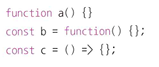 function a() {}
const b = function() {};
const c = () => {};